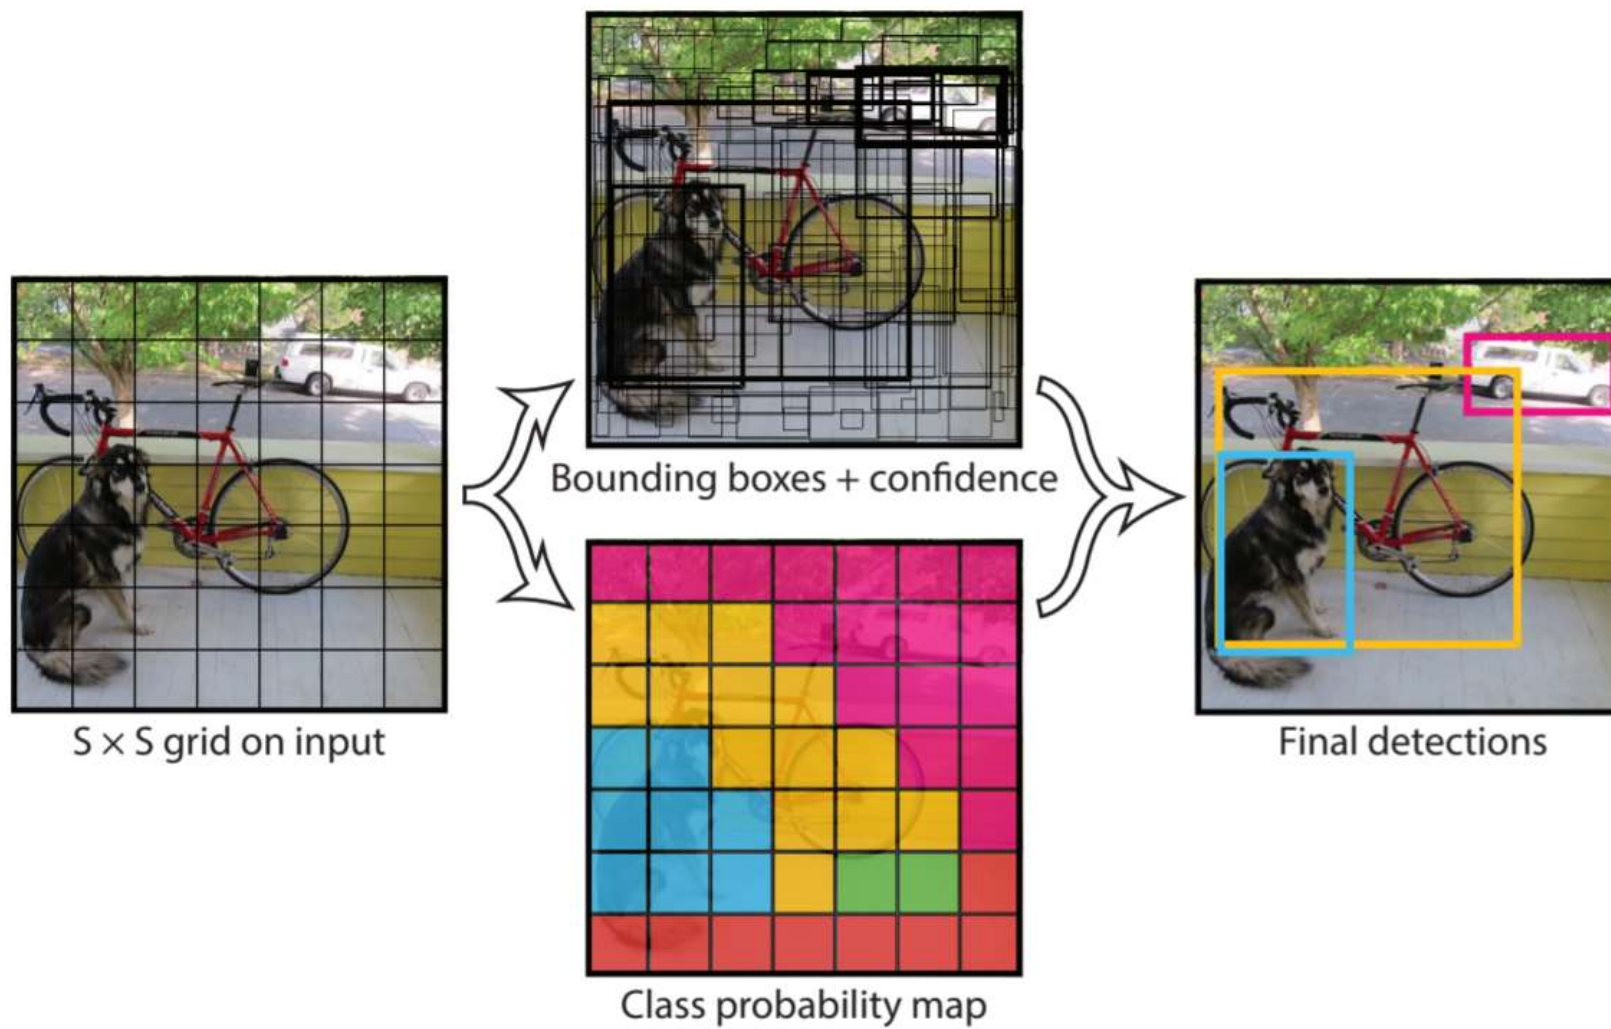 S × S grid on input
Bounding boxes + confidence
Class probability map
Final detections